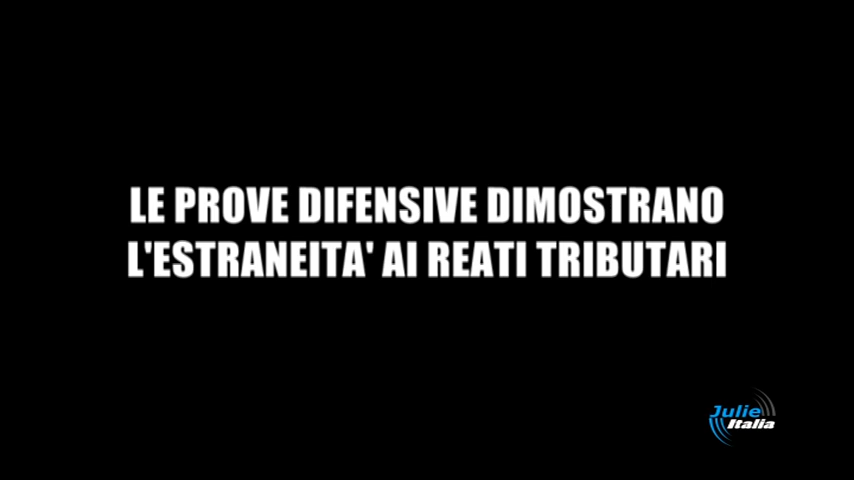 LE PROVE DIFENSIVE DIMOSTRANO
L'ESTRANEITA' AI REATI TRIBUTARI
Julie
Italia